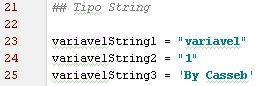 21 ## Tipo String
22
23 variavelString1 = "variavel"
24 variavelString2 = "1"
25 variavelString3 = 'By Casseb'